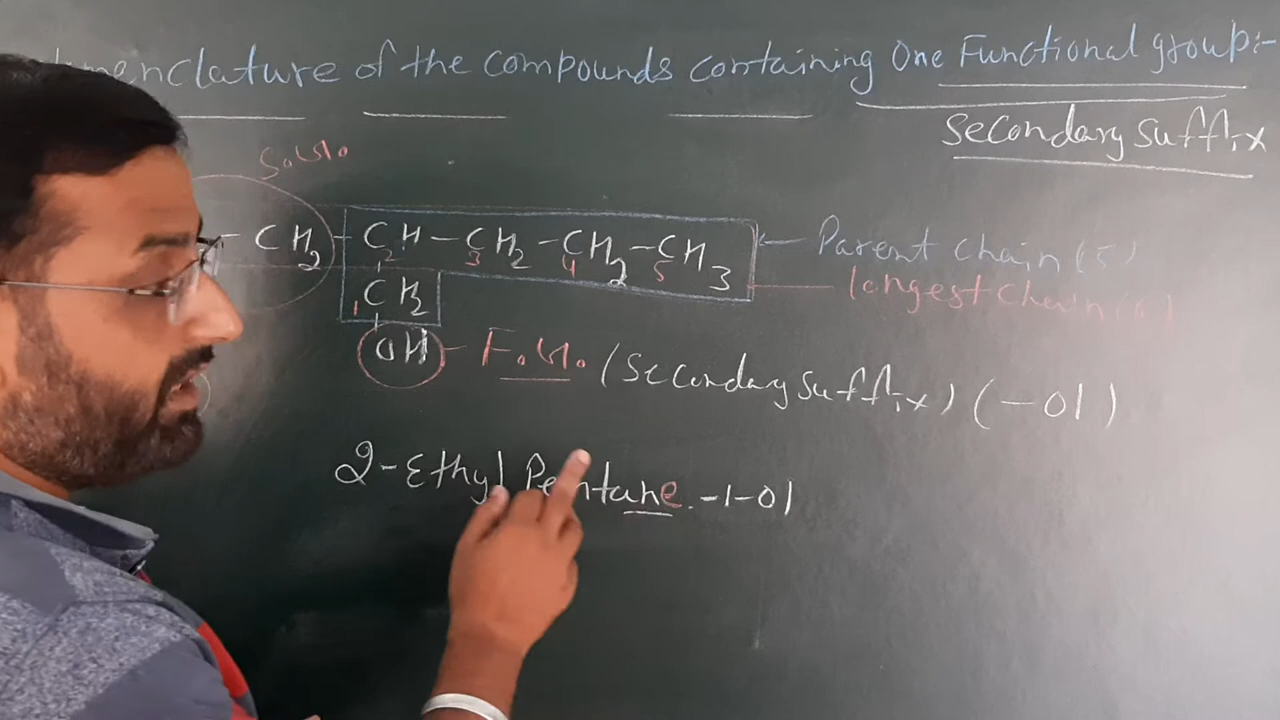 menclature of the compounds containing One Functional group:-
secondary suffix
S.G.
- CH2 - CH - CH2 - CH2 - CH3 ← Parent chain (5)
2 3 4 5
1 CH2 longest chain (6)
OH - F.G. (Secondary suffix) (-ol)
2-Ethyl Pentane-1-ol